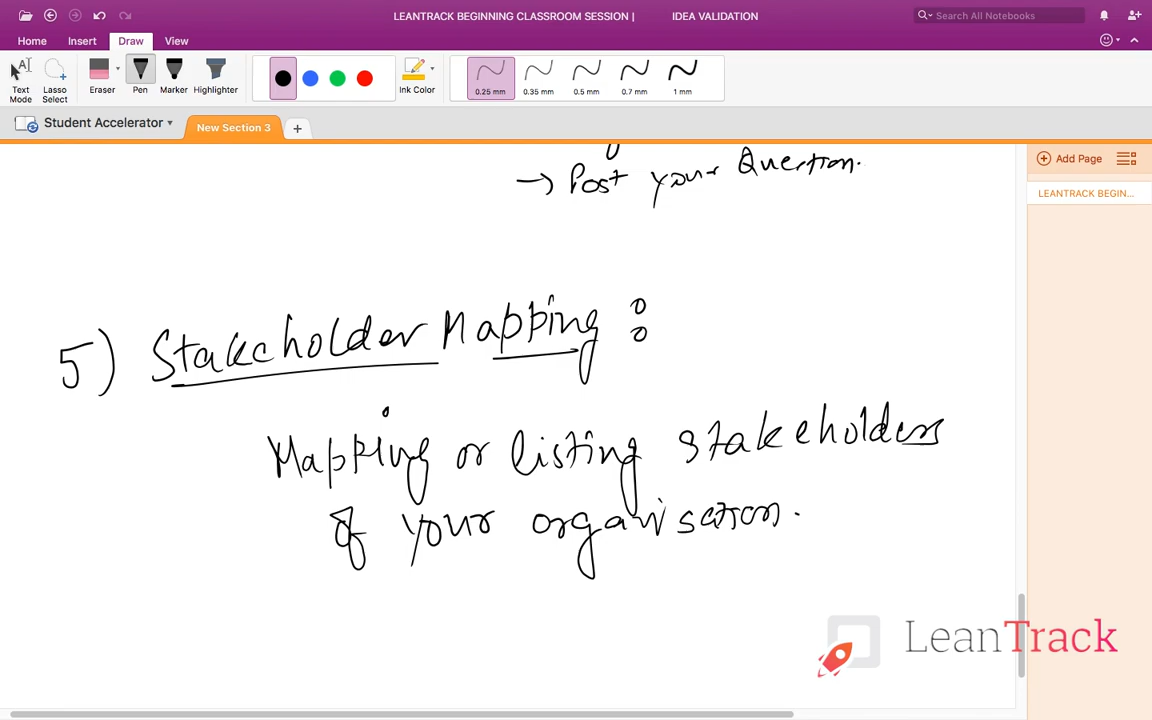 LEANTRACK BEGINNING CLASSROOM SESSION | IDEA VALIDATION
Search All Notebooks
Home Insert Draw View
Text Mode
Lasso Select
Eraser
Pen
Marker
Highlighter
Ink Color
0.25 mm 0.35 mm 0.5 mm 0.7 mm 1 mm
Student Accelerator
New Section 3
+
Add Page
LEANTRACK BEGIN...
→ Post your Question.
5) Stakeholder Mapping :
Mapping or listing stakeholders
of your organisation.
LeanTrack